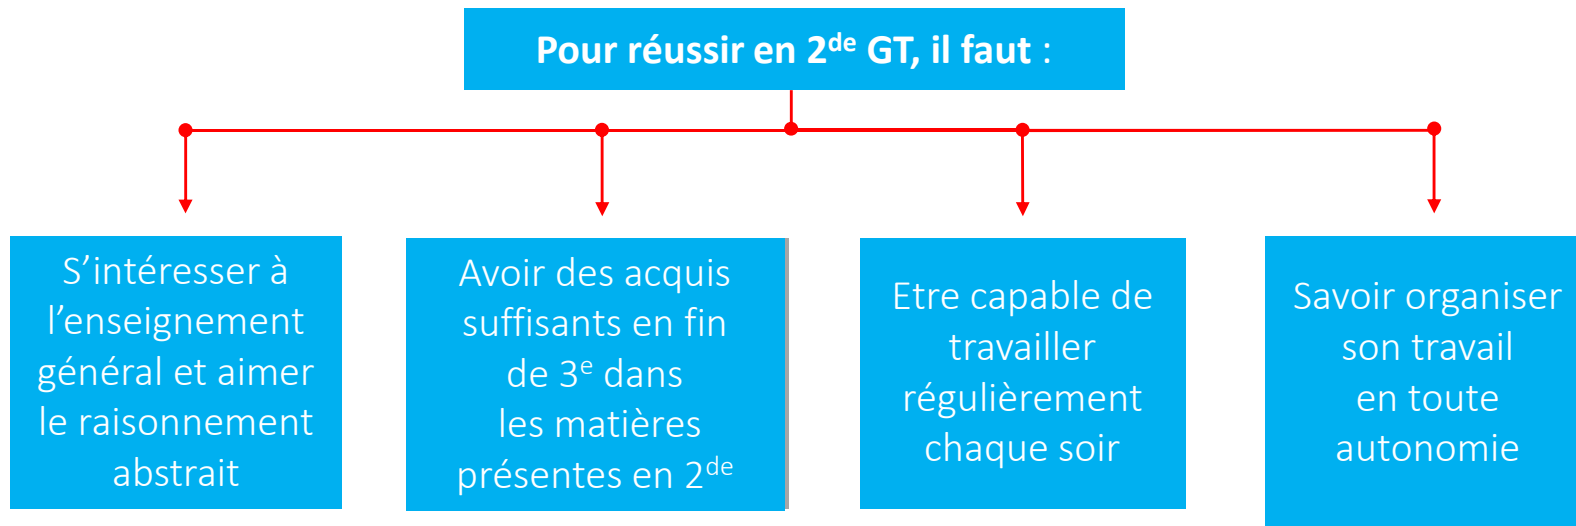 Pour réussir en 2de GT, il faut :
S’intéresser à
l’enseignement
général et aimer
le raisonnement
abstrait
Avoir des acquis
suffisants en fin
de 3e dans
les matières
présentes en 2de
Etre capable de
travailler
régulièrement
chaque soir
Savoir organiser
son travail
en toute
autonomie